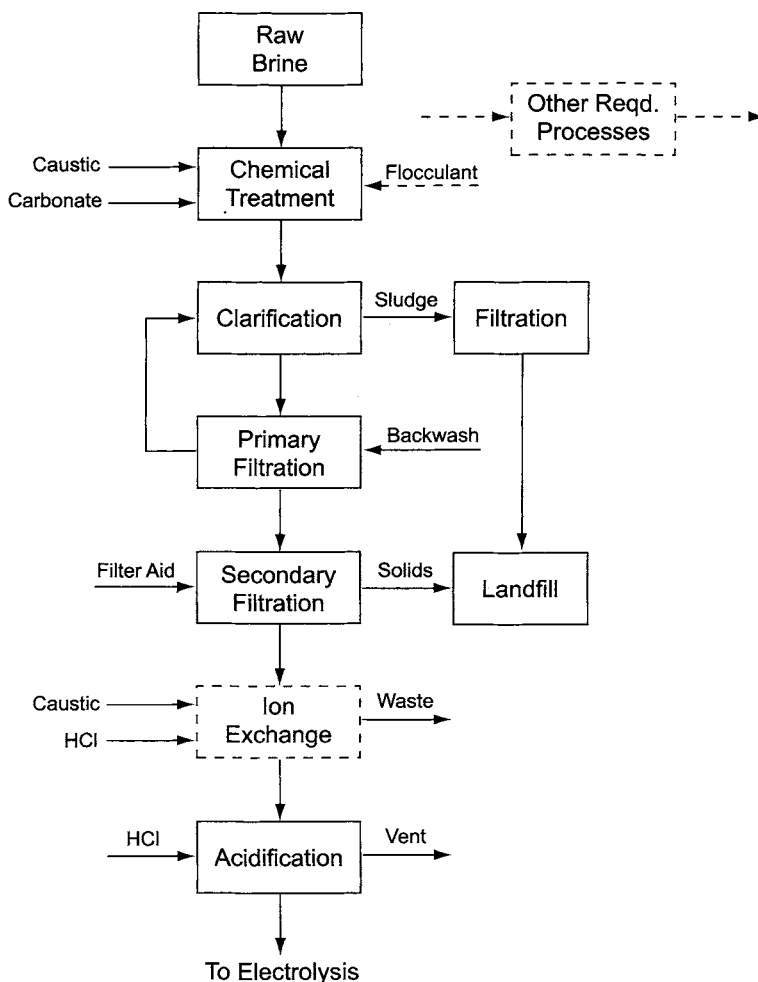 Raw
Brine
Other Reqd.
Processes
Caustic
Carbonate
Chemical
Treatment
Flocculant
Clarification
Sludge
Filtration
Primary
Filtration
Backwash
Filter Aid
Secondary
Filtration
Solids
Landfill
Caustic
HCl
Ion
Exchange
Waste
HCl
Acidification
Vent
To Electrolysis